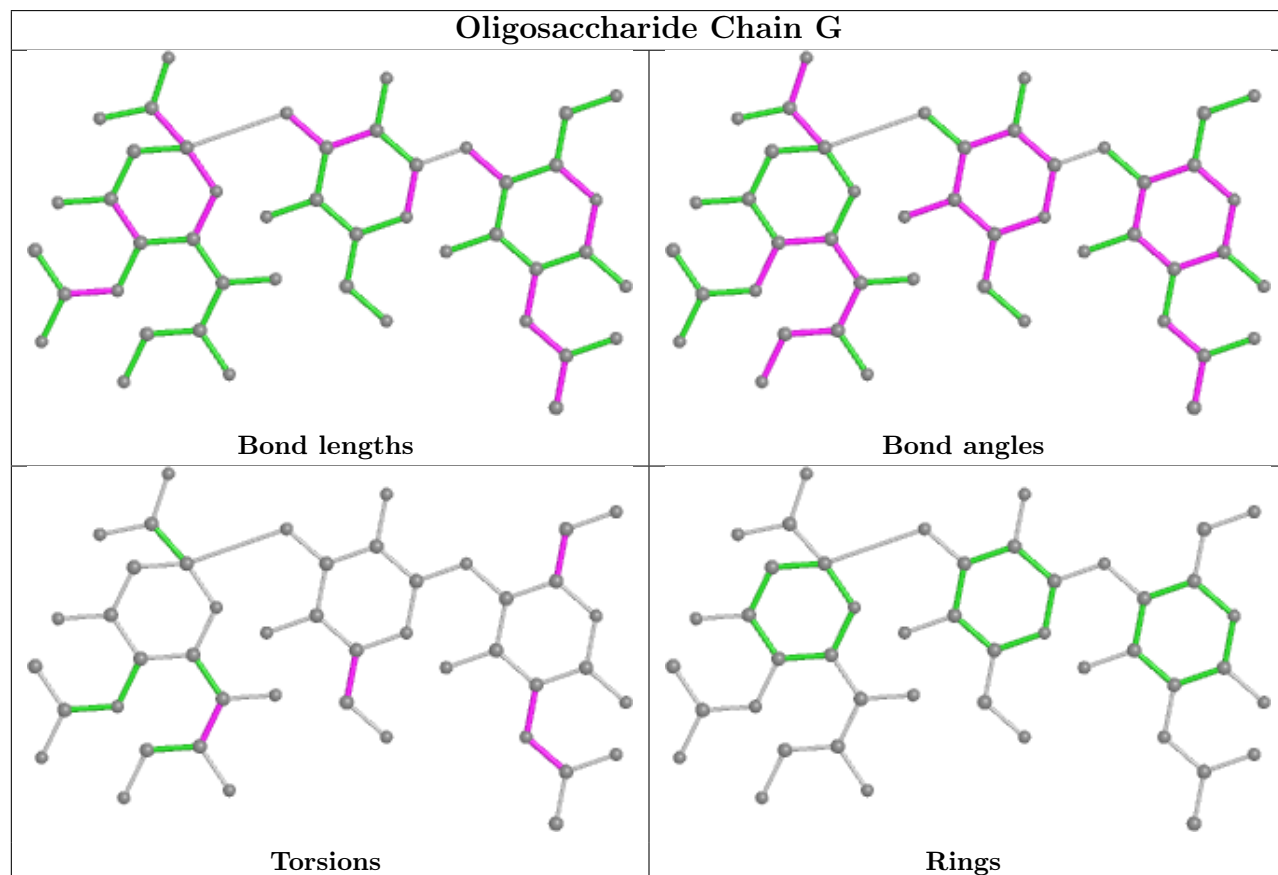 Oligosaccharide Chain G
Bond lengths
Bond angles
Torsions
Rings